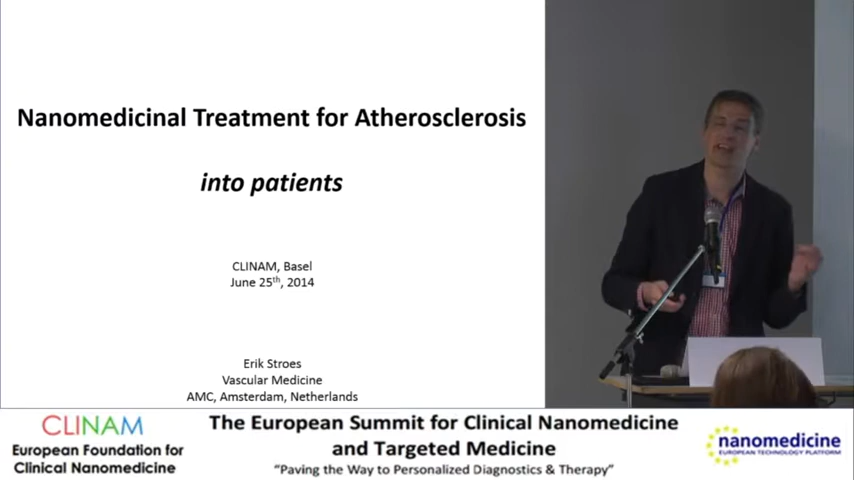 Nanomedicinal Treatment for Atherosclerosis
into patients
CLINAM, Basel
June 25th, 2014
Erik Stroes
Vascular Medicine
AMC, Amsterdam, Netherlands
CLINAM
European Foundation for
Clinical Nanomedicine
The European Summit for Clinical Nanomedicine
and Targeted Medicine
“Paving the Way to Personalized Diagnostics & Therapy”
nanomedicine
EUROPEAN TECHNOLOGY PLATFORM